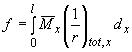 f = ∫₀ˡ M̅ₓ (1/r)ₜₒₜ,ₓ dₓ